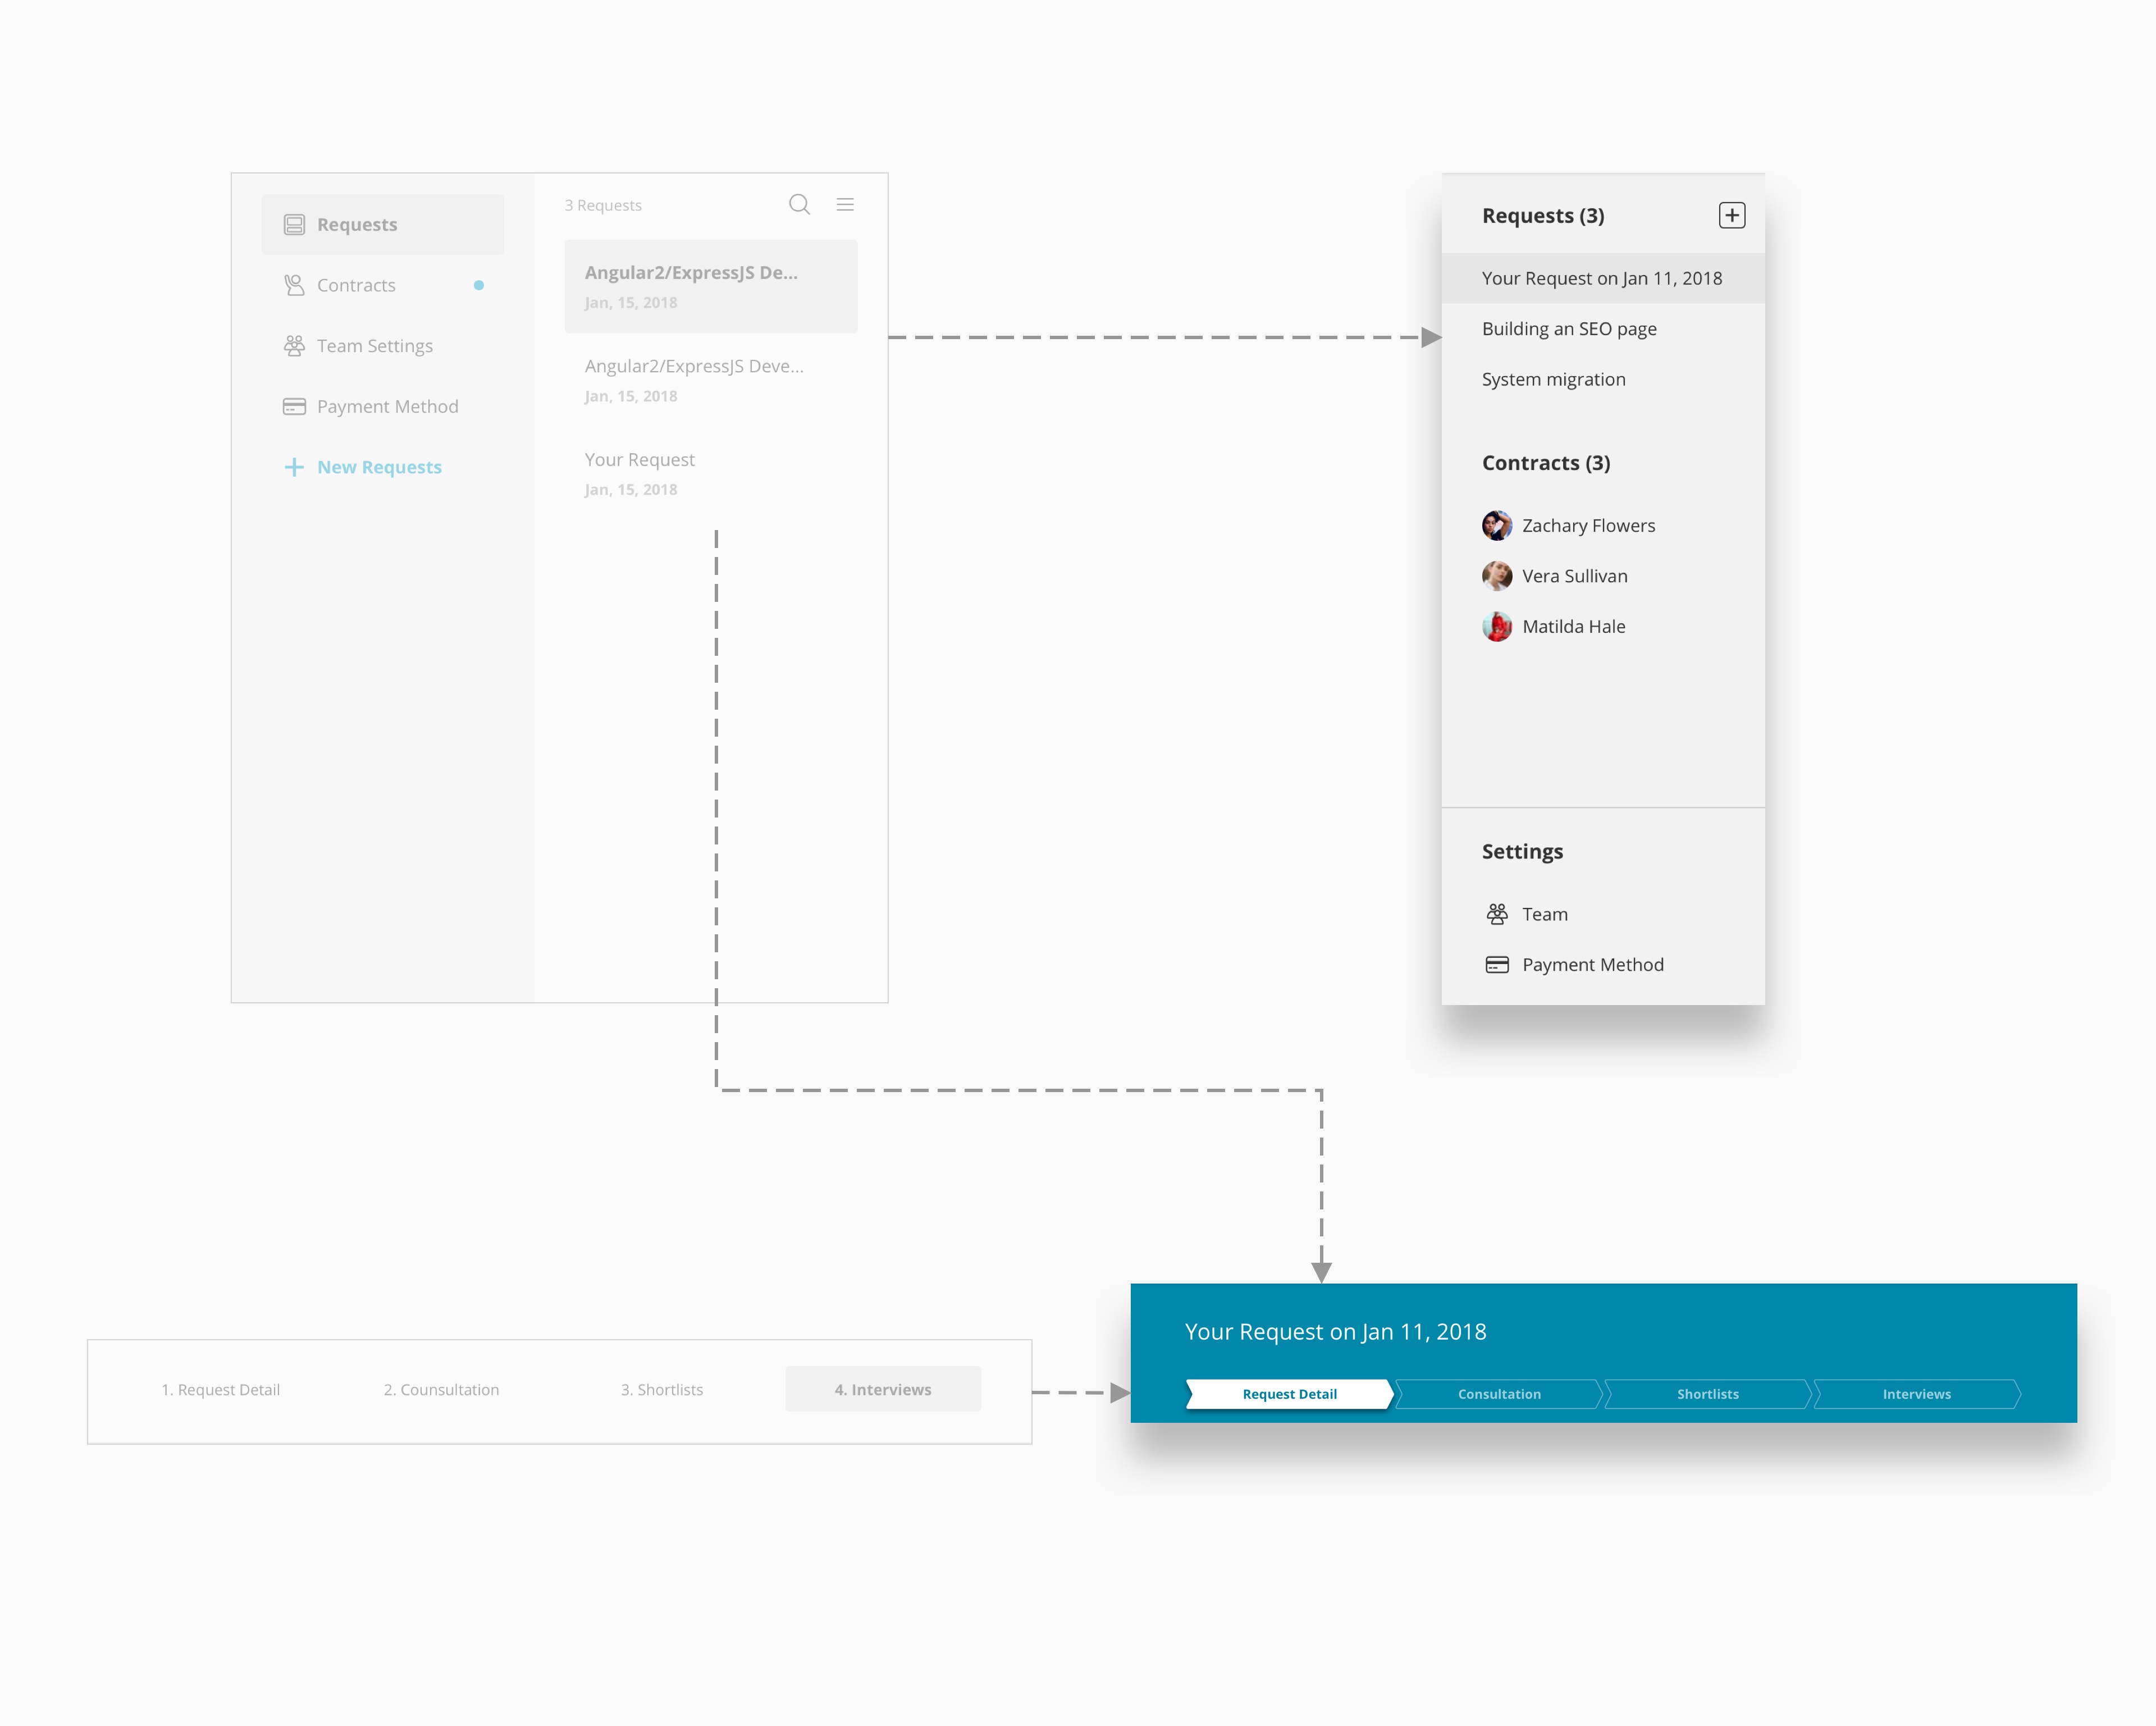 Requests
Contracts
Team Settings
Payment Method
New Requests
3 Requests
Angular2/ExpressJS De...
Jan, 15, 2018
Angular2/ExpressJS Deve...
Jan, 15, 2018
Your Request
Jan, 15, 2018
Requests (3)
Your Request on Jan 11, 2018
Building an SEO page
System migration
Contracts (3)
Zachary Flowers
Vera Sullivan
Matilda Hale
Settings
Team
Payment Method
1. Request Detail
2. Counsultation
3. Shortlists
4. Interviews
Your Request on Jan 11, 2018
Request Detail
Consultation
Shortlists
Interviews